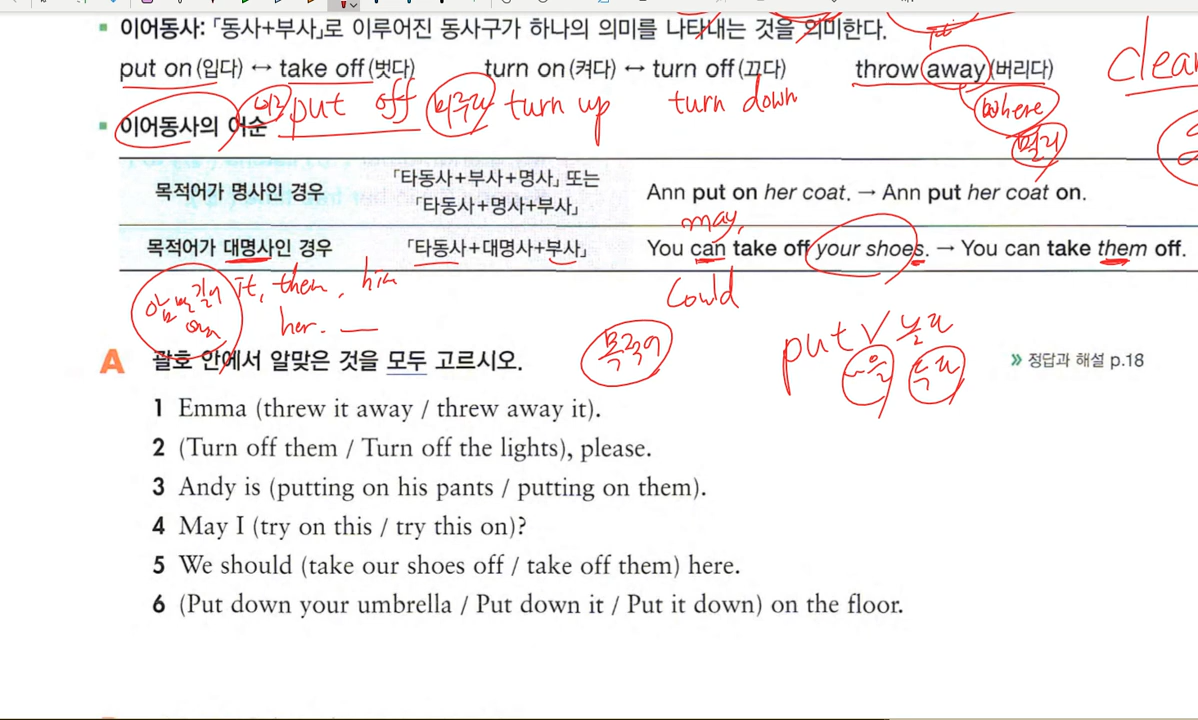 ▪ 이어동사: 「동사+부사」로 이루어진 동사구가 하나의 의미를 나타내는 것을 의미한다.
put on (입다) ↔ take off (벗다) turn on (켜다) ↔ turn off (끄다) throw away (버리다) clear
put off turn up turn down where
▪ 이어동사의 어순
멀리
목적어가 명사인 경우 「타동사+부사+명사」 또는 「타동사+명사+부사」 Ann put on her coat. → Ann put her coat on.
may,
목적어가 대명사인 경우 「타동사+대명사+부사」 You can take off your shoes. → You can take them off.
it, them, him
her. could
목적어 put ∨
A 괄호 안에서 알맞은 것을 모두 고르시오. » 정답과 해설 p.18
1 Emma (threw it away / threw away it).
2 (Turn off them / Turn off the lights), please.
3 Andy is (putting on his pants / putting on them).
4 May I (try on this / try this on)?
5 We should (take our shoes off / take off them) here.
6 (Put down your umbrella / Put down it / Put it down) on the floor.